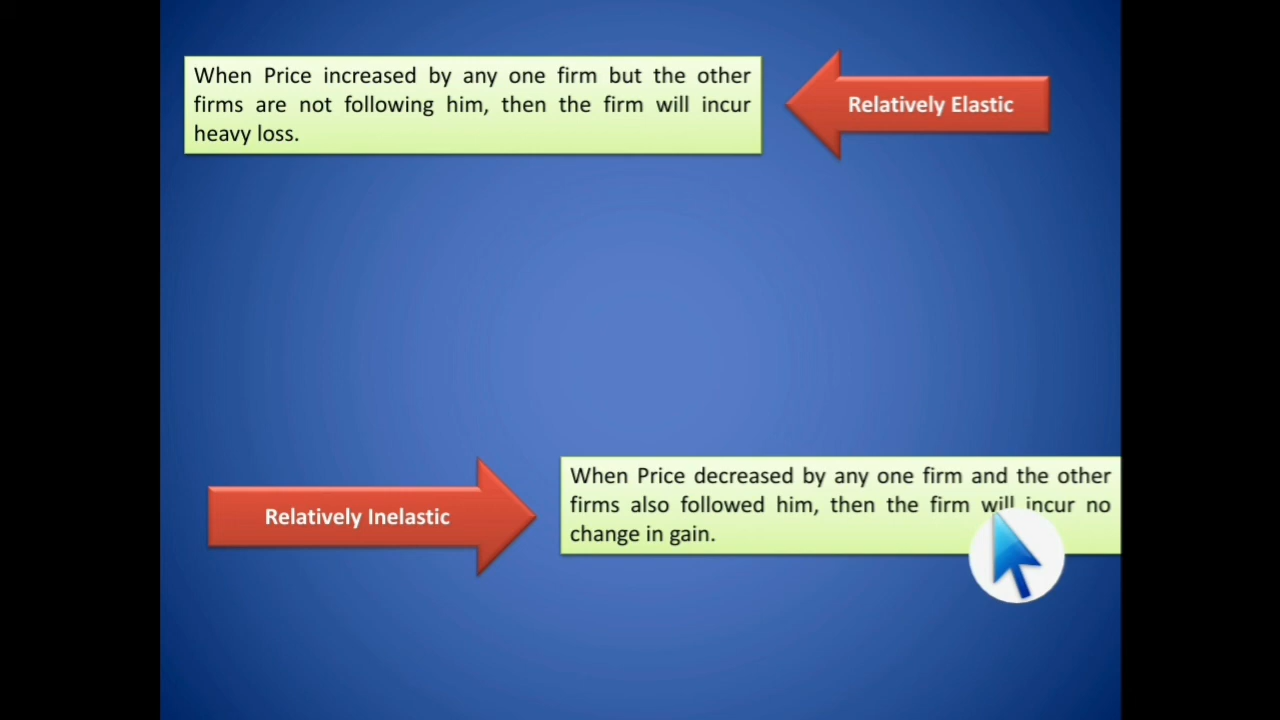 When Price increased by any one firm but the other
firms are not following him, then the firm will incur
heavy loss.
Relatively Elastic
Relatively Inelastic
When Price decreased by any one firm and the other
firms also followed him, then the firm will incur no
change in gain.